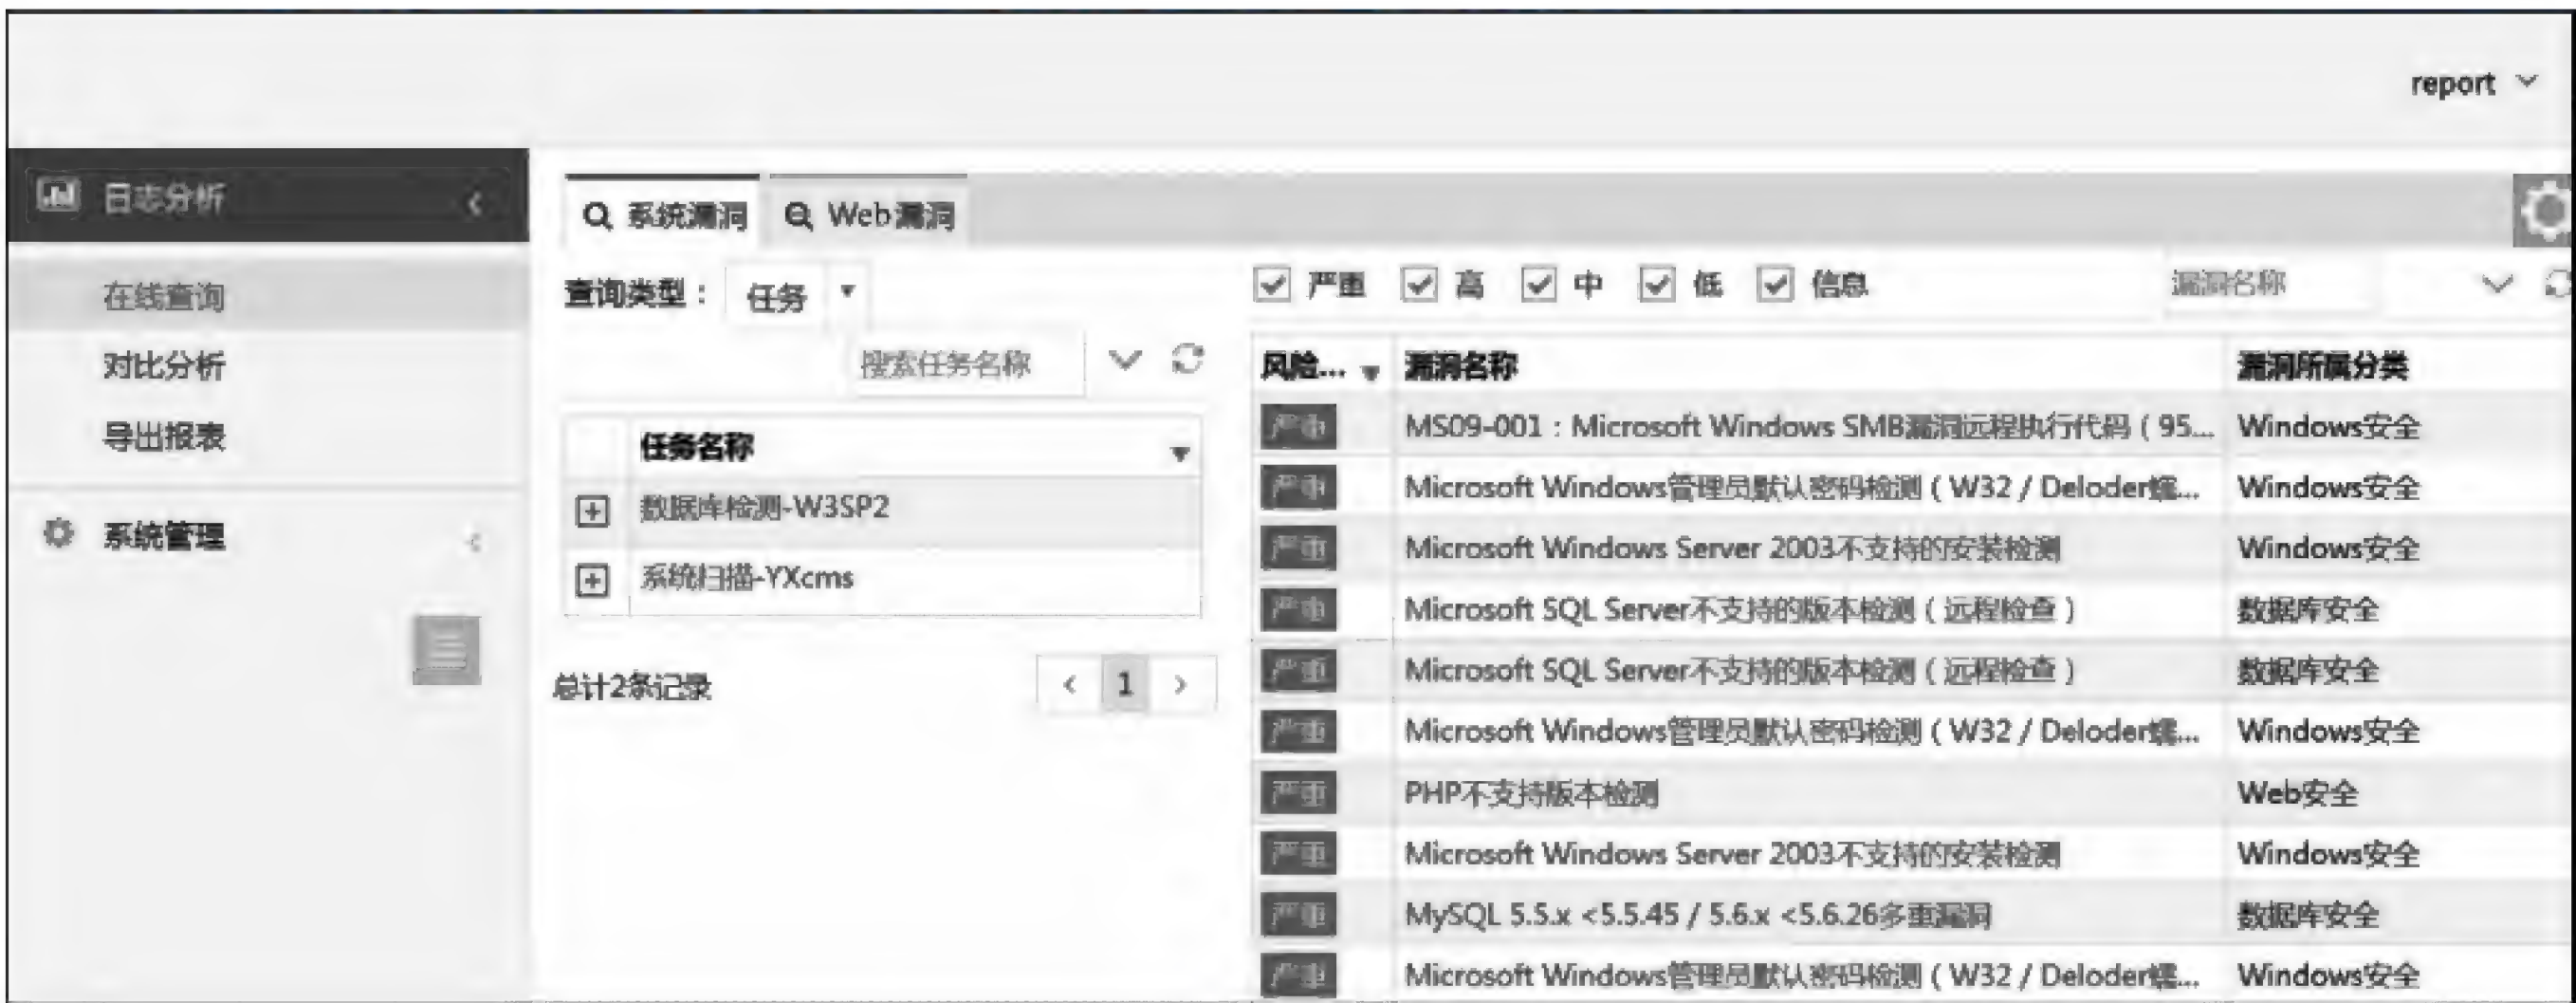 report
日志分析
在线查询
对比分析
导出报表
系统管理
系统漏洞 Web漏洞
查询类型： 任务
搜索任务名称
任务名称
数据库检测-W3SP2
系统扫描-YXcms
总计2条记录
1
严重 高 中 低 信息 漏洞名称
风险... 漏洞名称 漏洞所属分类
严重 MS09-001：Microsoft Windows SMB漏洞远程执行代码（95... Windows安全
严重 Microsoft Windows管理员默认密码检测（W32 / Deloder蠕... Windows安全
严重 Microsoft Windows Server 2003不支持的安装检测 Windows安全
严重 Microsoft SQL Server不支持的版本检测（远程检查） 数据库安全
严重 Microsoft SQL Server不支持的版本检测（远程检查） 数据库安全
严重 Microsoft Windows管理员默认密码检测（W32 / Deloder蠕... Windows安全
严重 PHP不支持版本检测 Web安全
严重 Microsoft Windows Server 2003不支持的安装检测 Windows安全
严重 MySQL 5.5.x <5.5.45 / 5.6.x <5.6.26多重漏洞 数据库安全
严重 Microsoft Windows管理员默认密码检测（W32 / Deloder蠕... Windows安全